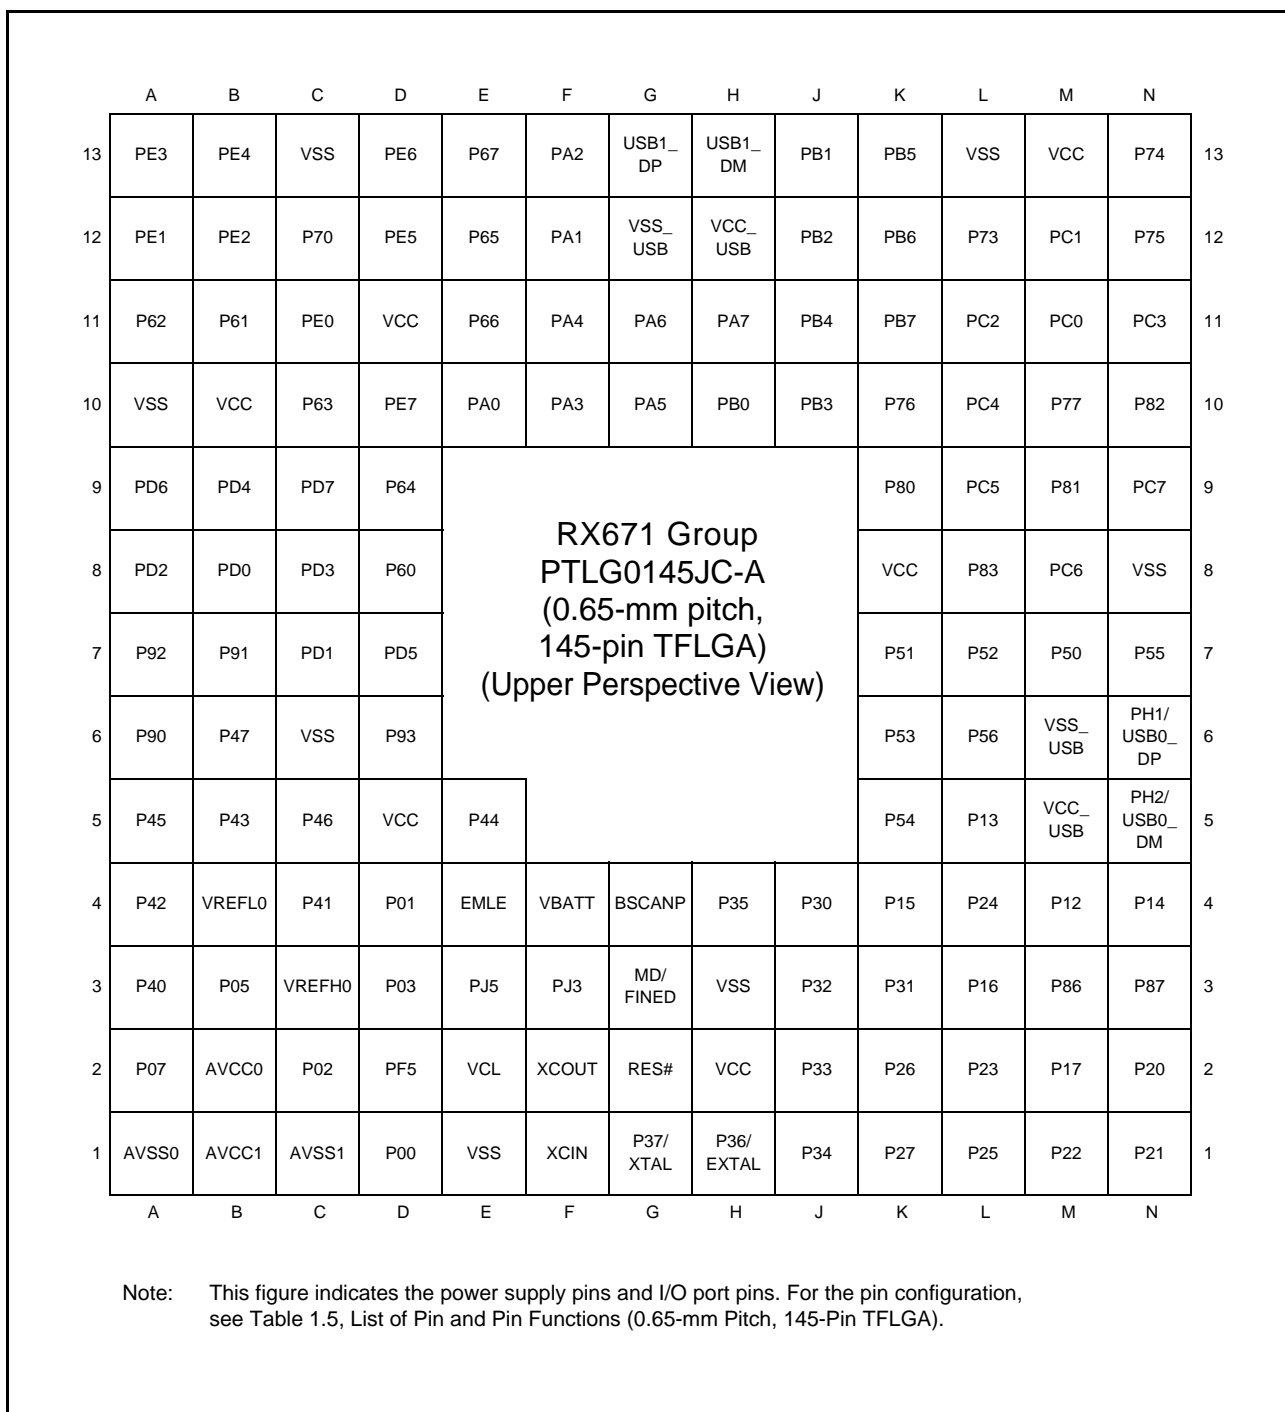 A B C D E F G H J K L M N
13 PE3 PE4 VSS PE6 P67 PA2 USB1_ DP USB1_ DM PB1 PB5 VSS VCC P74 13
12 PE1 PE2 P70 PE5 P65 PA1 VSS_ USB VCC_ USB PB2 PB6 P73 PC1 P75 12
11 P62 P61 PE0 VCC P66 PA4 PA6 PA7 PB4 PB7 PC2 PC0 PC3 11
10 VSS VCC P63 PE7 PA0 PA3 PA5 PB0 PB3 P76 PC4 P77 P82 10
9 PD6 PD4 PD7 P64 P80 PC5 P81 PC7 9
RX671 Group
8 PD2 PD0 PD3 P60 PTLG0145JC-A VCC P83 PC6 VSS 8
(0.65-mm pitch,
7 P92 P91 PD1 PD5 145-pin TFLGA) P51 P52 P50 P55 7
(Upper Perspective View)
6 P90 P47 VSS P93 P53 P56 VSS_ USB PH1/ USB0_ DP 6
5 P45 P43 P46 VCC P44 P54 P13 VCC_ USB PH2/ USB0_ DM 5
4 P42 VREFL0 P41 P01 EMLE VBATT BSCANP P35 P30 P15 P24 P12 P14 4
3 P40 P05 VREFH0 P03 PJ5 PJ3 MD/ FINED VSS P32 P31 P16 P86 P87 3
2 P07 AVCC0 P02 PF5 VCL XCOUT RES# VCC P33 P26 P23 P17 P20 2
1 AVSS0 AVCC1 AVSS1 P00 VSS XCIN P37/ XTAL P36/ EXTAL P34 P27 P25 P22 P21 1
A B C D E F G H J K L M N
Note: This figure indicates the power supply pins and I/O port pins. For the pin configuration,
see Table 1.5, List of Pin and Pin Functions (0.65-mm Pitch, 145-Pin TFLGA).